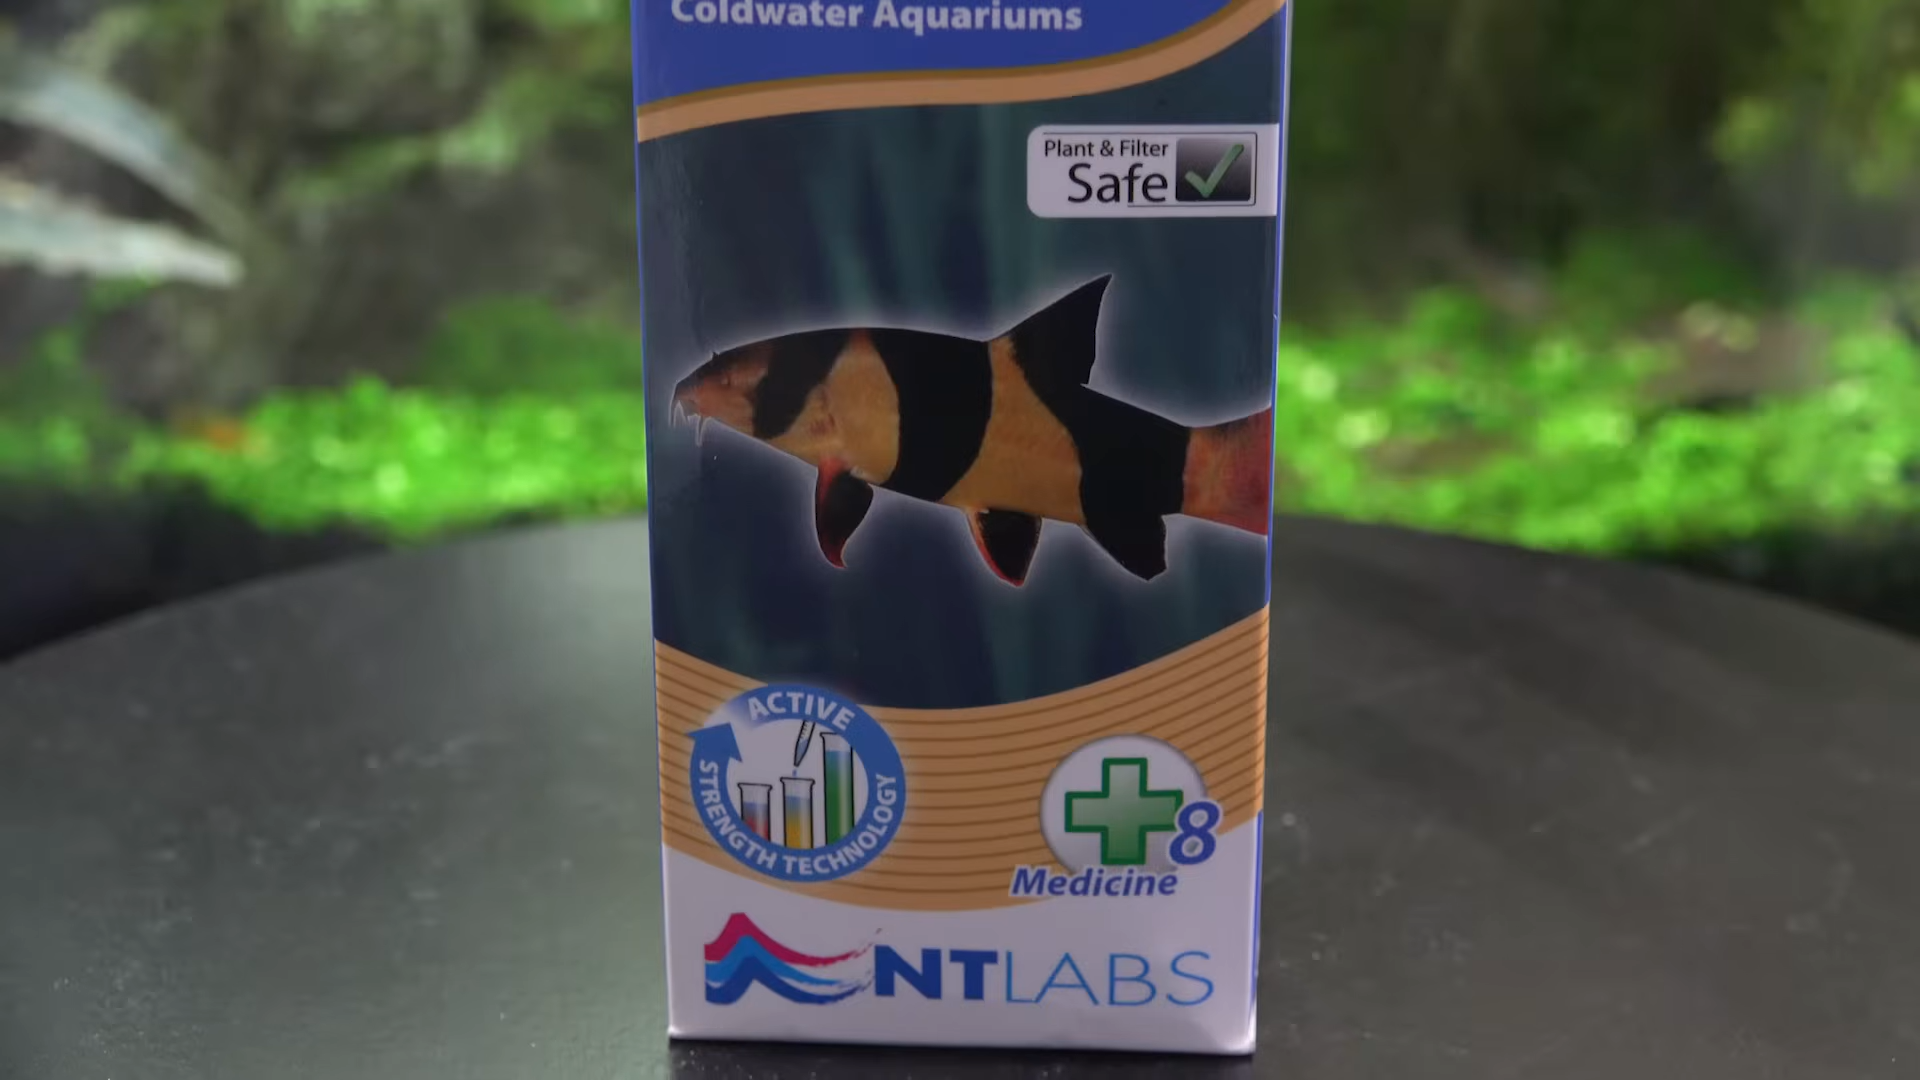 Coldwater Aquariums
Plant & Filter
Safe
ACTIVE
STRENGTH TECHNOLOGY
8
Medicine
NTLABS